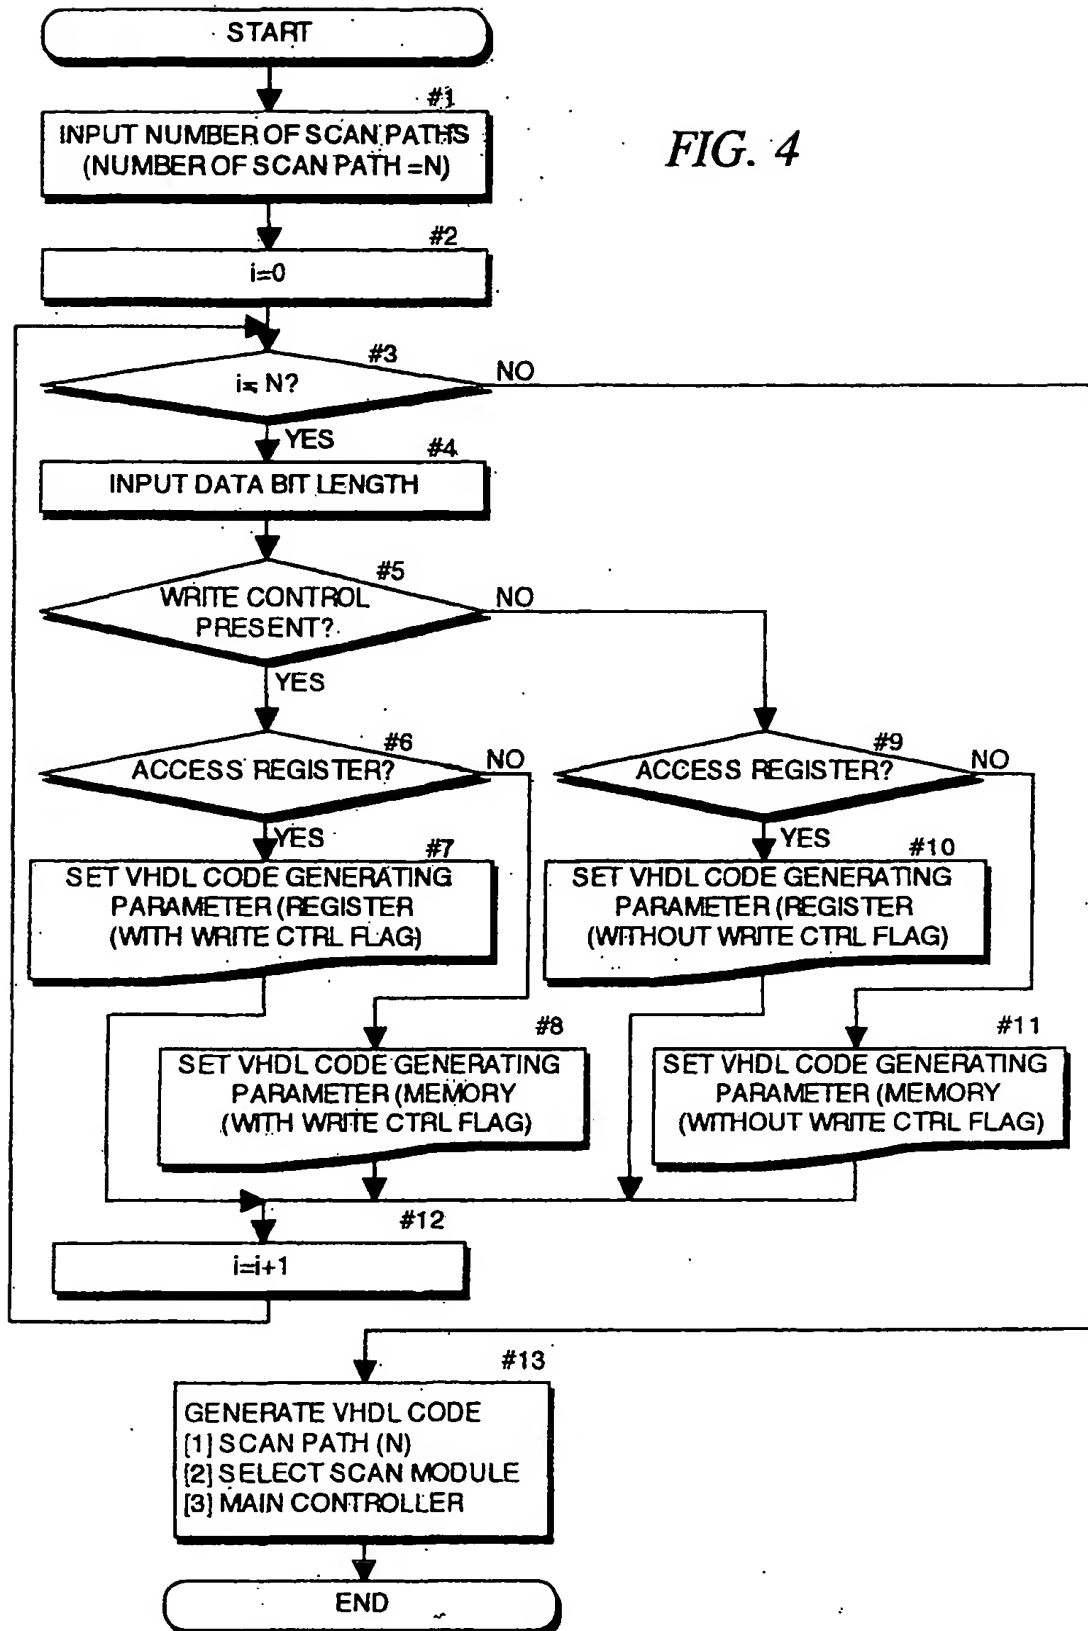 START
#1
INPUT NUMBER OF SCAN PATHS
(NUMBER OF SCAN PATH =N)
FIG. 4
#2
i=0
#3
i= N?
NO
YES
#4
INPUT DATA BIT LENGTH
#5
WRITE CONTROL
PRESENT?
NO
YES
#6
ACCESS REGISTER?
NO
#9
ACCESS REGISTER?
NO
YES
#7
SET VHDL CODE GENERATING
PARAMETER (REGISTER
(WITH WRITE CTRL FLAG)
YES
#10
SET VHDL CODE GENERATING
PARAMETER (REGISTER
(WITHOUT WRITE CTRL FLAG)
#8
SET VHDL CODE GENERATING
PARAMETER (MEMORY
(WITH WRITE CTRL FLAG)
#11
SET VHDL CODE GENERATING
PARAMETER (MEMORY
(WITHOUT WRITE CTRL FLAG)
#12
i=i+1
#13
GENERATE VHDL CODE
[1] SCAN PATH (N)
[2] SELECT SCAN MODULE
[3] MAIN CONTROLLER
END